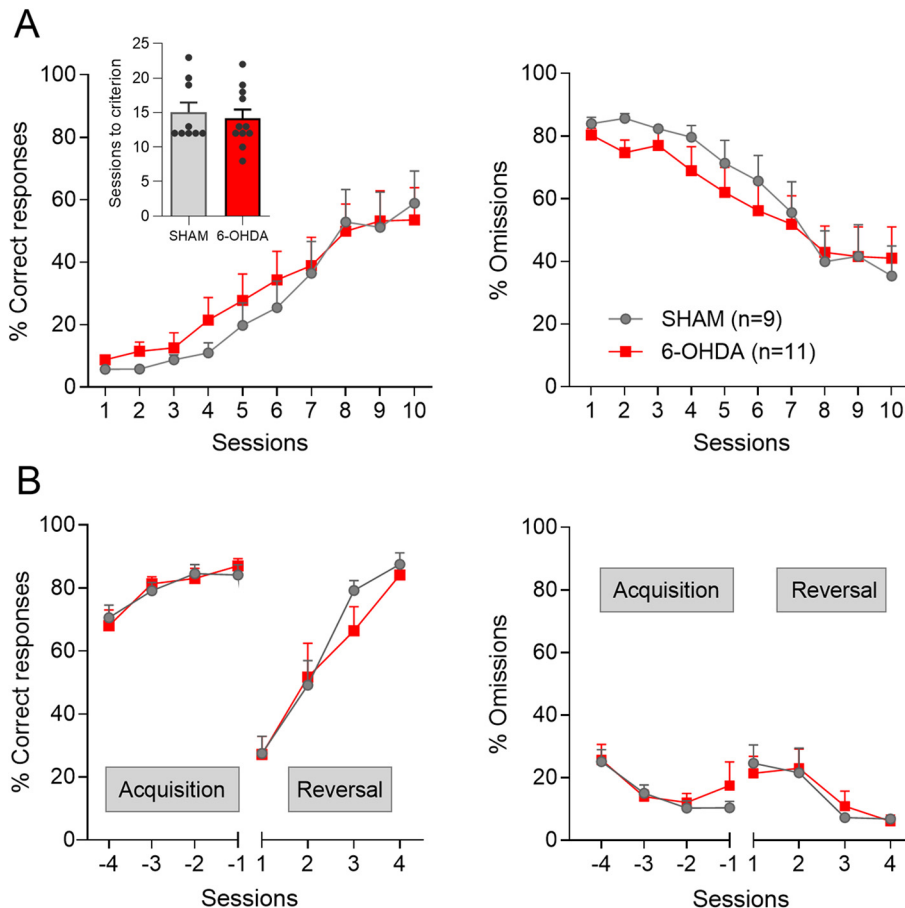 A
% Correct responses
100
80
60
40
20
0
1 2 3 4 5 6 7 8 9 10
Sessions
Sessions to criterion
25
20
15
10
5
0
SHAM 6-OHDA
% Omissions
100
80
60
40
20
0
SHAM (n=9)
6-OHDA (n=11)
1 2 3 4 5 6 7 8 9 10
Sessions
B
% Correct responses
100
80
60
40
20
0
Acquisition Reversal
-4 -3 -2 -1 1 2 3 4
Sessions
% Omissions
100
80
60
40
20
0
Acquisition Reversal
-4 -3 -2 -1 1 2 3 4
Sessions